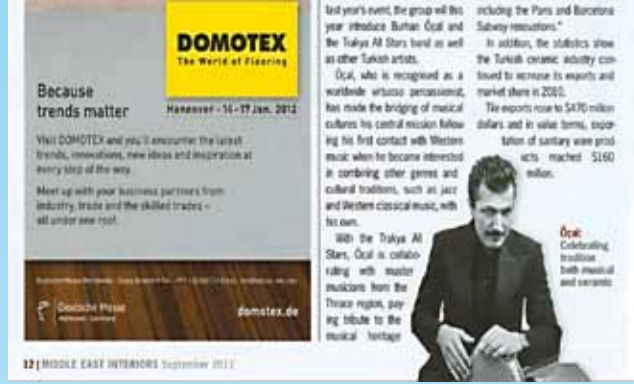 DOMOTEX
The World of Flooring
Because
trends matter
Hannover · 14 - 17 Jan. 2012
Visit DOMOTEX and you'll encounter the latest
trends, innovations, new ideas and inspiration at
every step of the way.
Meet up with your business partners from
industry, trade and the skilled trades –
all under one roof.
Deutsche Messe
domotex.de
12 | MIDDLE EAST INTERIORS September 2011
last year's event, the group will this
year introduce Burhan Öçal and
the Trakya All Stars band as well
as other Turkish artists.
Öçal, who is recognised as a
worldwide virtuoso percussionist,
has made the bridging of musical
cultures his central mission follow-
ing his first contact with Western
music when he became interested
in combining other genres and
cultural traditions, such as jazz
and Western classical music, with
his own.
With the Trakya All
Stars, Öçal is collabo-
rating with master
musicians from the
Thrace region, pay-
ing tribute to the
musical heritage
including the Paris and Barcelona
Subway renovations."
In addition, the statistics show
the Turkish ceramic industry con-
tinued to increase its exports and
market share in 2010.
Tile exports rose to $470 million
dollars and in value terms, expor-
tation of sanitary ware prod-
ucts reached $160
million.
Öçal:
Celebrating
tradition
both musical
and ceramic